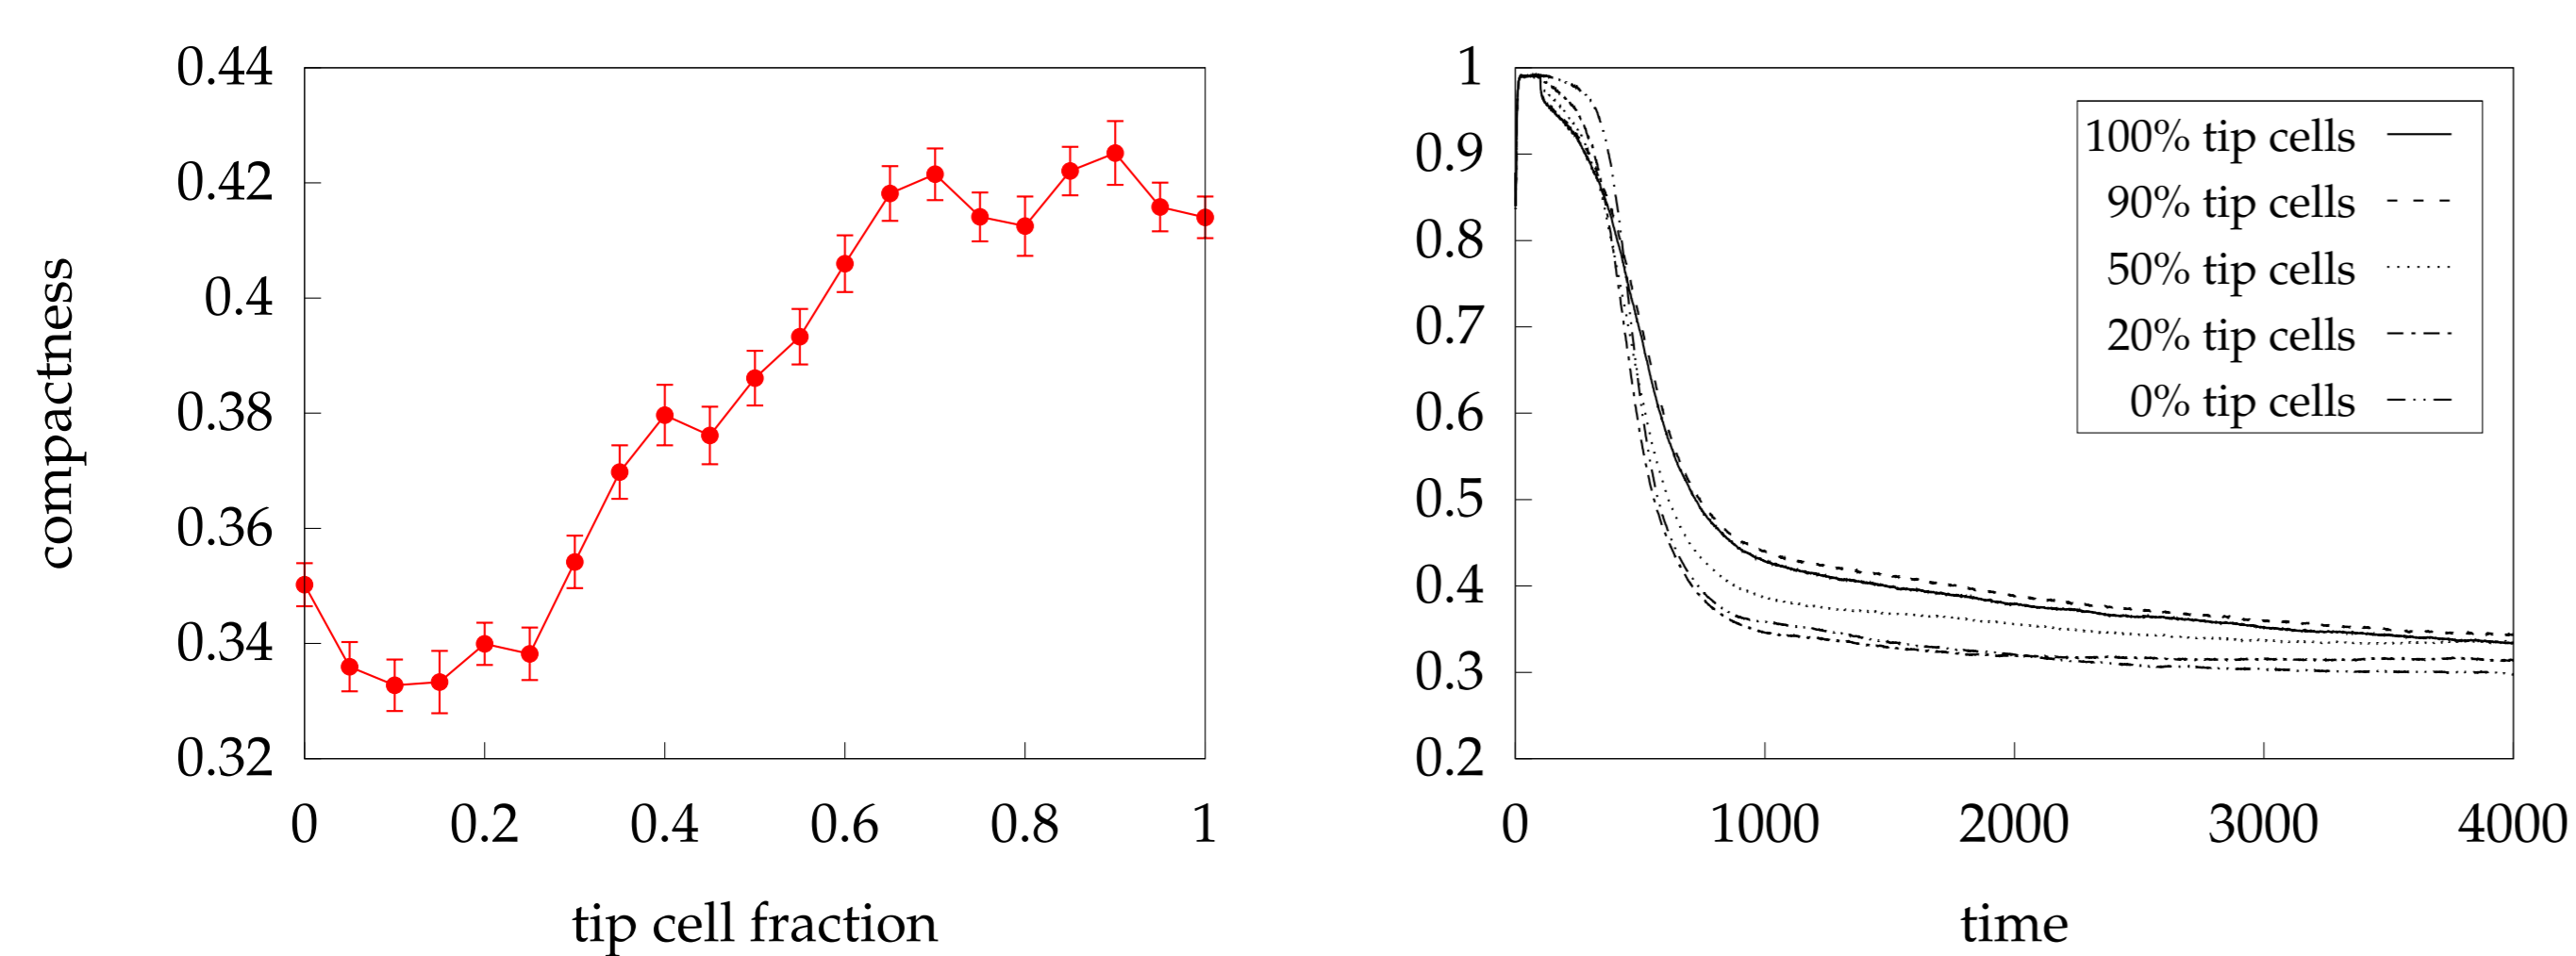 compactness
0.44
0.42
0.4
0.38
0.36
0.34
0.32
0 0.2 0.4 0.6 0.8 1
tip cell fraction
1
0.9
0.8
0.7
0.6
0.5
0.4
0.3
0.2
0 1000 2000 3000 4000
time
100% tip cells
90% tip cells
50% tip cells
20% tip cells
0% tip cells